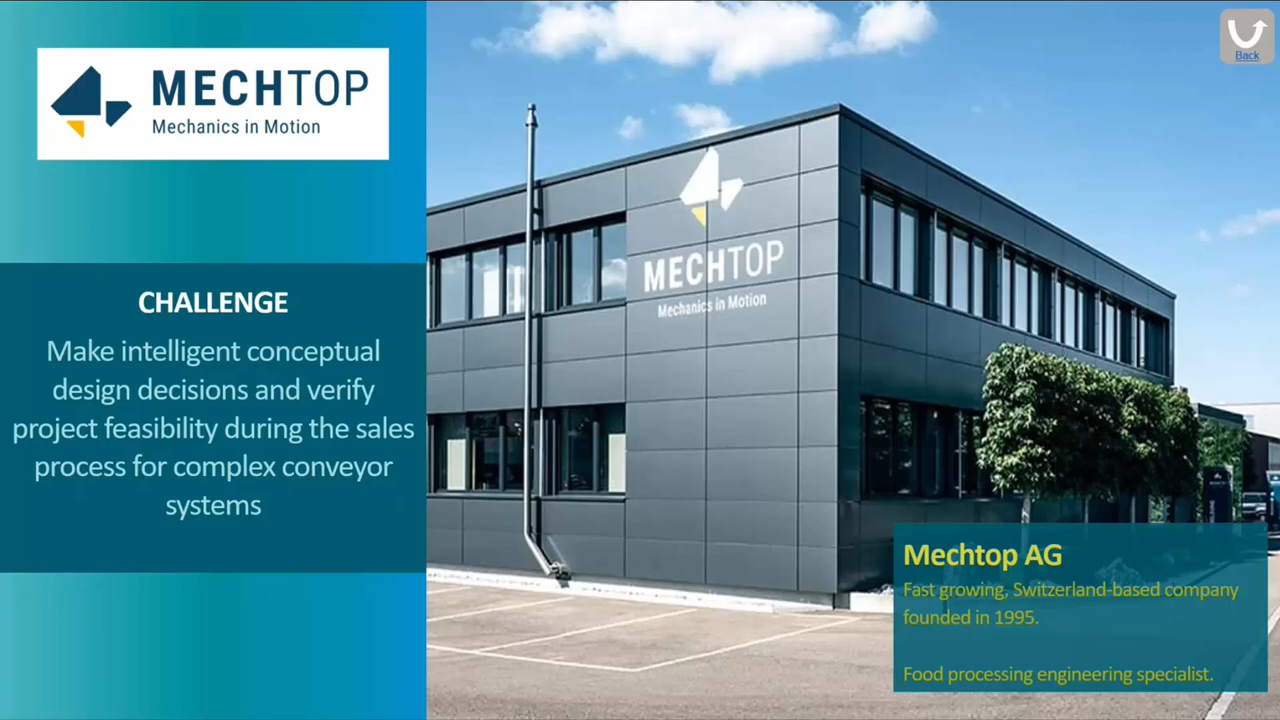 MECHTOP
Mechanics in Motion
CHALLENGE
Make intelligent conceptual
design decisions and verify
project feasibility during the sales
process for complex conveyor
systems
Back
MECHTOP
Mechanics in Motion
Mechtop AG
Fast growing, Switzerland-based company
founded in 1995.
Food processing engineering specialist.